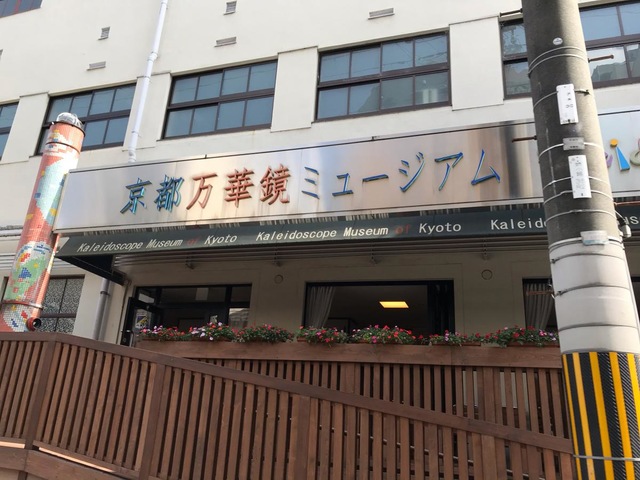 京都万華鏡ミュージアム
Kaleidoscope Museum of Kyoto Kaleidoscope Museum of Kyoto Kaleido